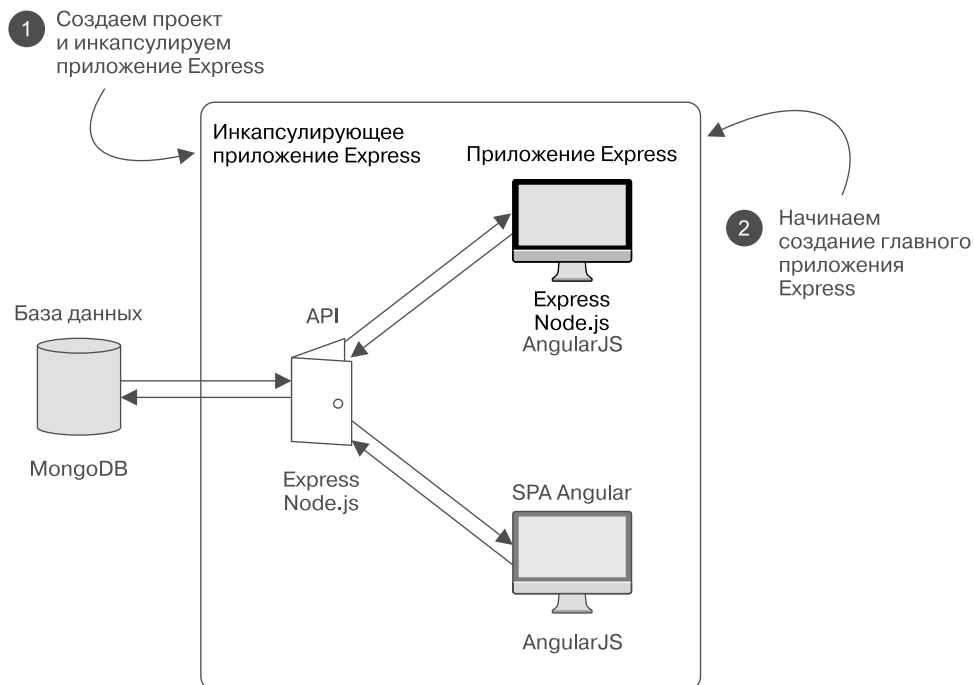 1
Создаем проект
и инкапсулируем
приложение Express
Инкапсулирующее
приложение Express
Приложение Express
2
Начинаем
создание главного
приложения
Express
Express
Node.js
AngularJS
База данных
API
MongoDB
Express
Node.js
SPA Angular
AngularJS